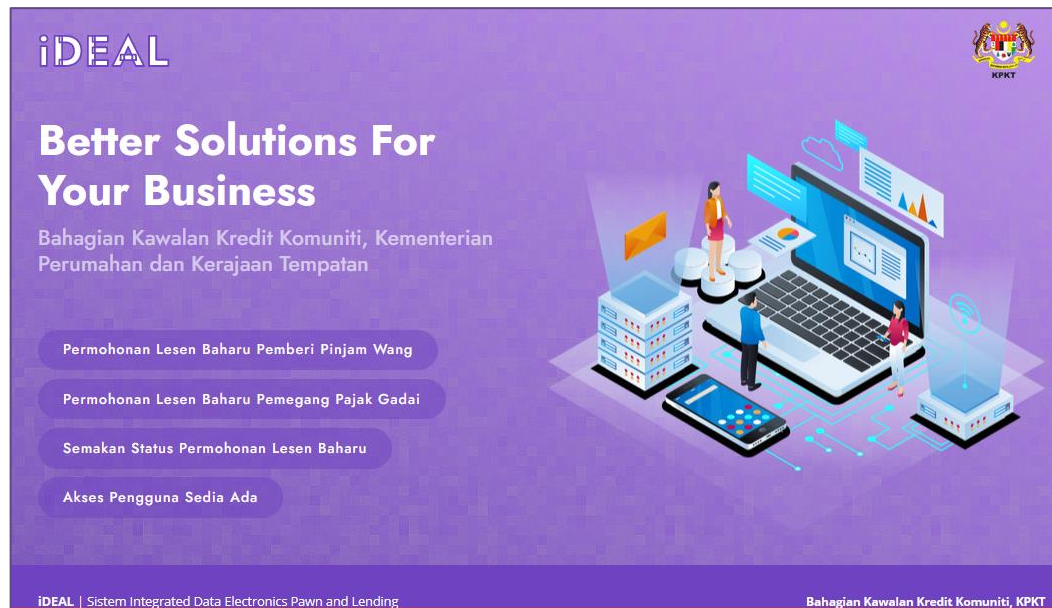 iDEAL
KPKT
Better Solutions For
Your Business
Bahagian Kawalan Kredit Komuniti, Kementerian
Perumahan dan Kerajaan Tempatan
Permohonan Lesen Baharu Pemberi Pinjam Wang
Permohonan Lesen Baharu Pemegang Pajak Gadai
Semakan Status Permohonan Lesen Baharu
Akses Pengguna Sedia Ada
iDEAL | Sistem Integrated Data Electronics Pawn and Lending
Bahagian Kawalan Kredit Komuniti, KPKT